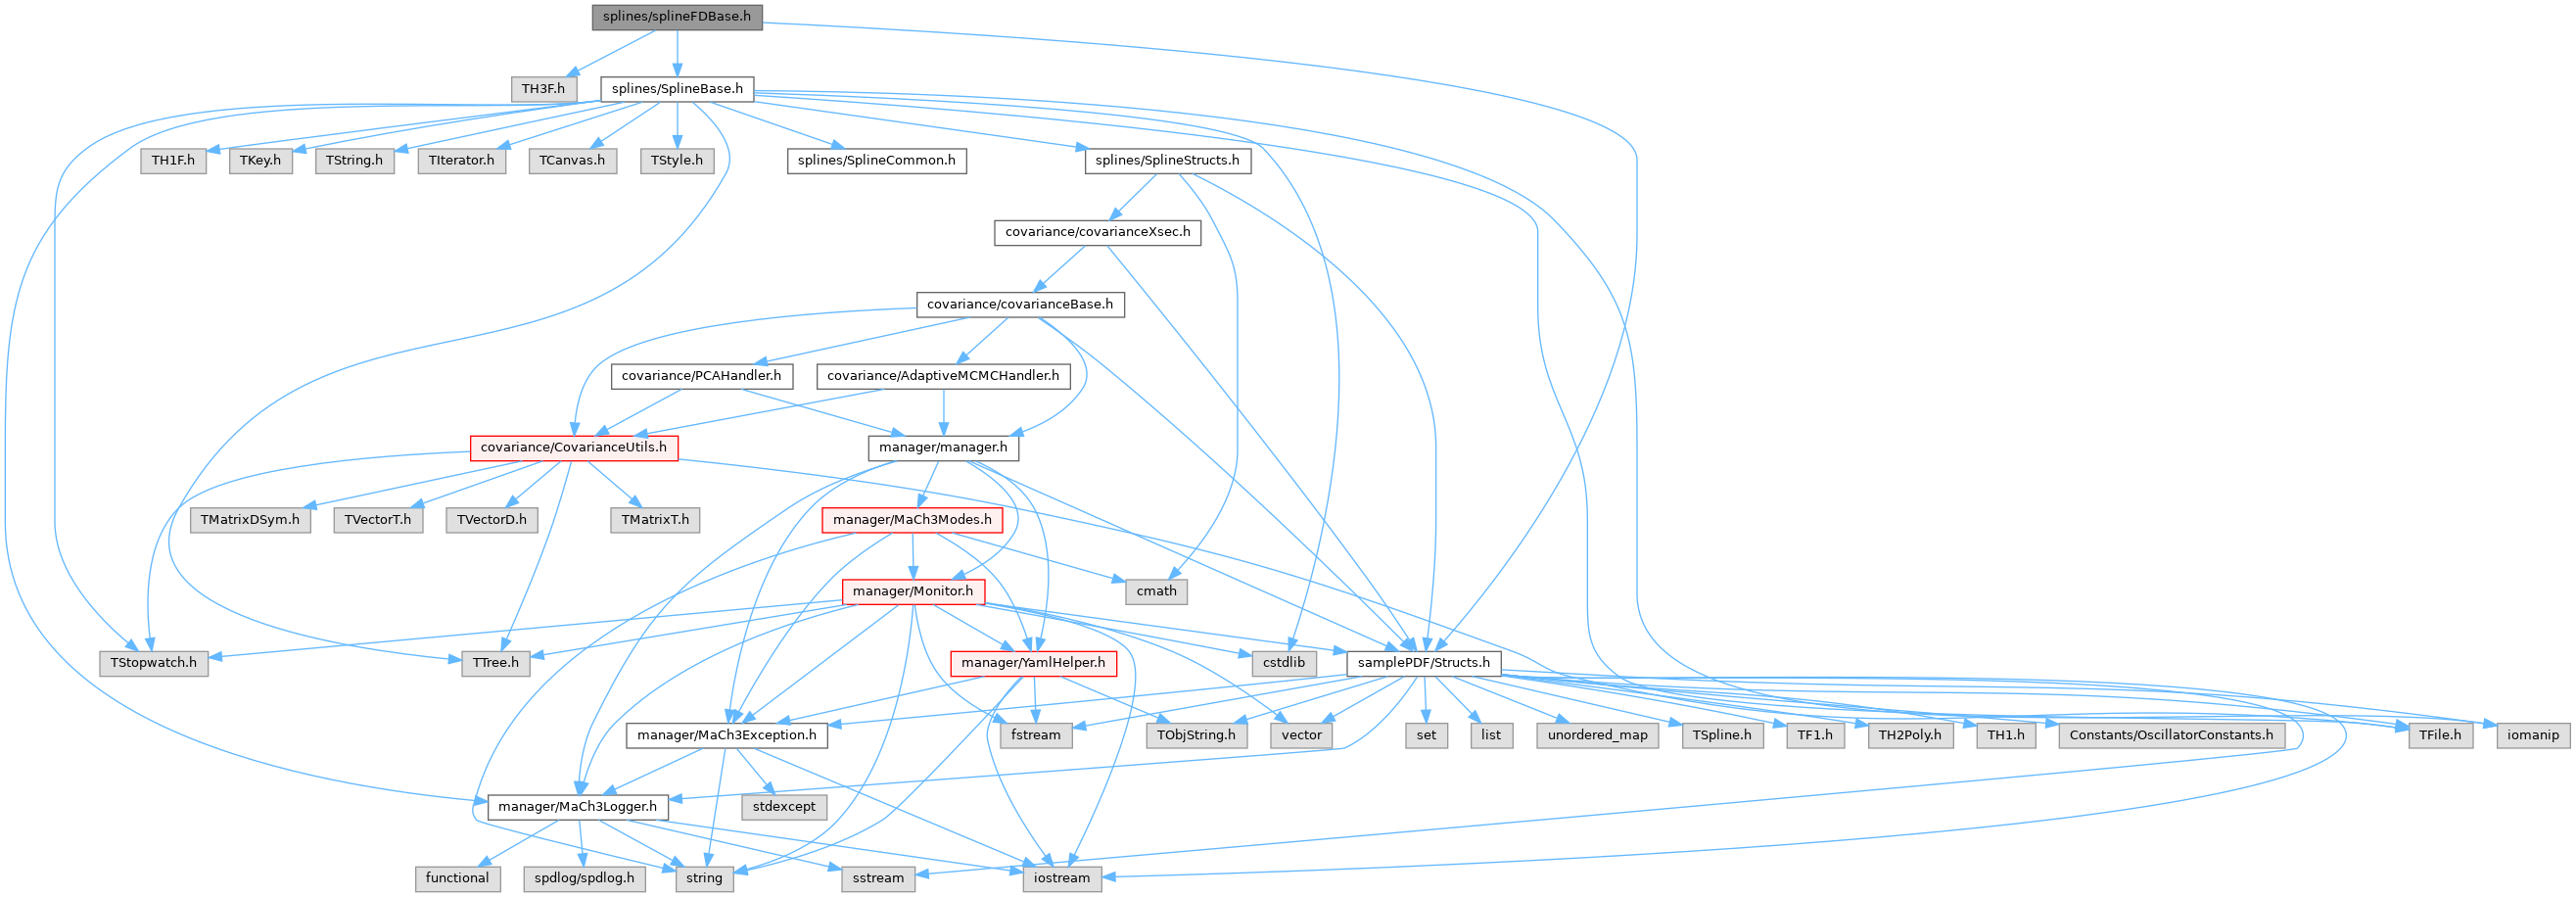 splines/splineFDBase.h
TH3F.h
splines/SplineBase.h
TH1F.h
TKey.h
TString.h
TIterator.h
TCanvas.h
TStyle.h
splines/SplineCommon.h
splines/SplineStructs.h
covariance/covarianceXsec.h
covariance/covarianceBase.h
covariance/PCAHandler.h
covariance/AdaptiveMCMCHandler.h
covariance/CovarianceUtils.h
manager/manager.h
TMatrixDSym.h
TVectorT.h
TVectorD.h
TMatrixT.h
manager/MaCh3Modes.h
manager/Monitor.h
cmath
TStopwatch.h
TTree.h
manager/YamlHelper.h
cstdlib
samplePDF/Structs.h
manager/MaCh3Exception.h
fstream
TObjString.h
vector
set
list
unordered_map
TSpline.h
TF1.h
TH2Poly.h
TH1.h
Constants/OscillatorConstants.h
TFile.h
iomanip
manager/MaCh3Logger.h
stdexcept
functional
spdlog/spdlog.h
string
sstream
iostream